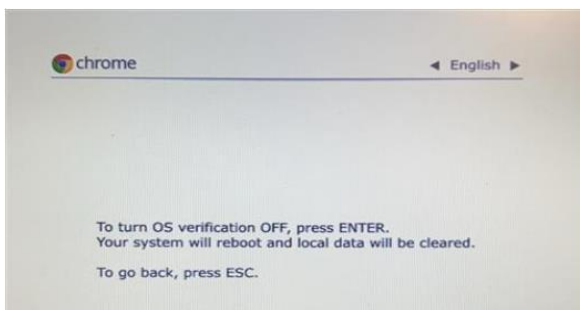 chrome
◀ English ▶
To turn OS verification OFF, press ENTER.
Your system will reboot and local data will be cleared.
To go back, press ESC.